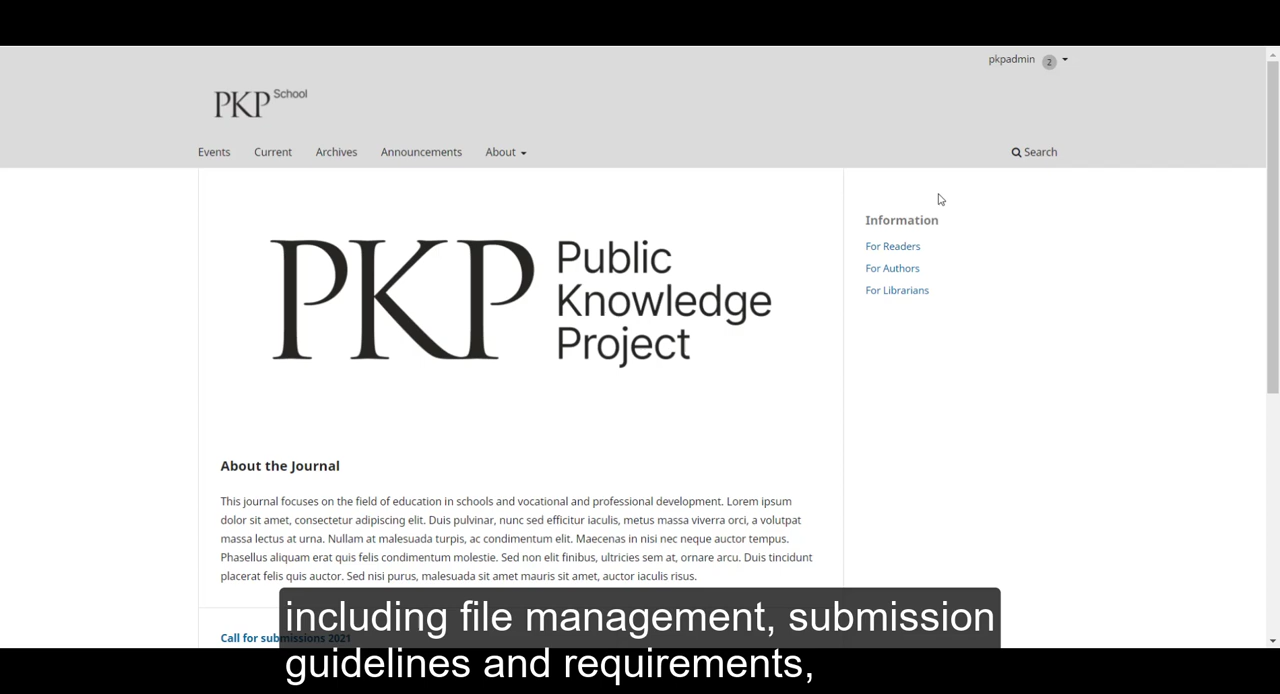 pkpadmin 2
PKP School
Events Current Archives Announcements About Search
PKP Public
Knowledge
Project
Information
For Readers
For Authors
For Librarians
About the Journal
This journal focuses on the field of education in schools and vocational and professional development. Lorem ipsum
dolor sit amet, consectetur adipiscing elit. Duis pulvinar, nunc sed efficitur iaculis, metus massa viverra orci, a volutpat
massa lectus at urna. Nullam at malesuada turpis, ac condimentum elit. Maecenas in nisi nec neque auctor tempus.
Phasellus aliquam erat quis felis condimentum molestie. Sed non elit finibus, ultricies sem at, ornare arcu. Duis tincidunt
placerat felis quis auctor. Sed nisi purus, malesuada sit amet mauris sit amet, auctor iaculis risus.
Call for submissions 2021
including file management, submission
guidelines and requirements,